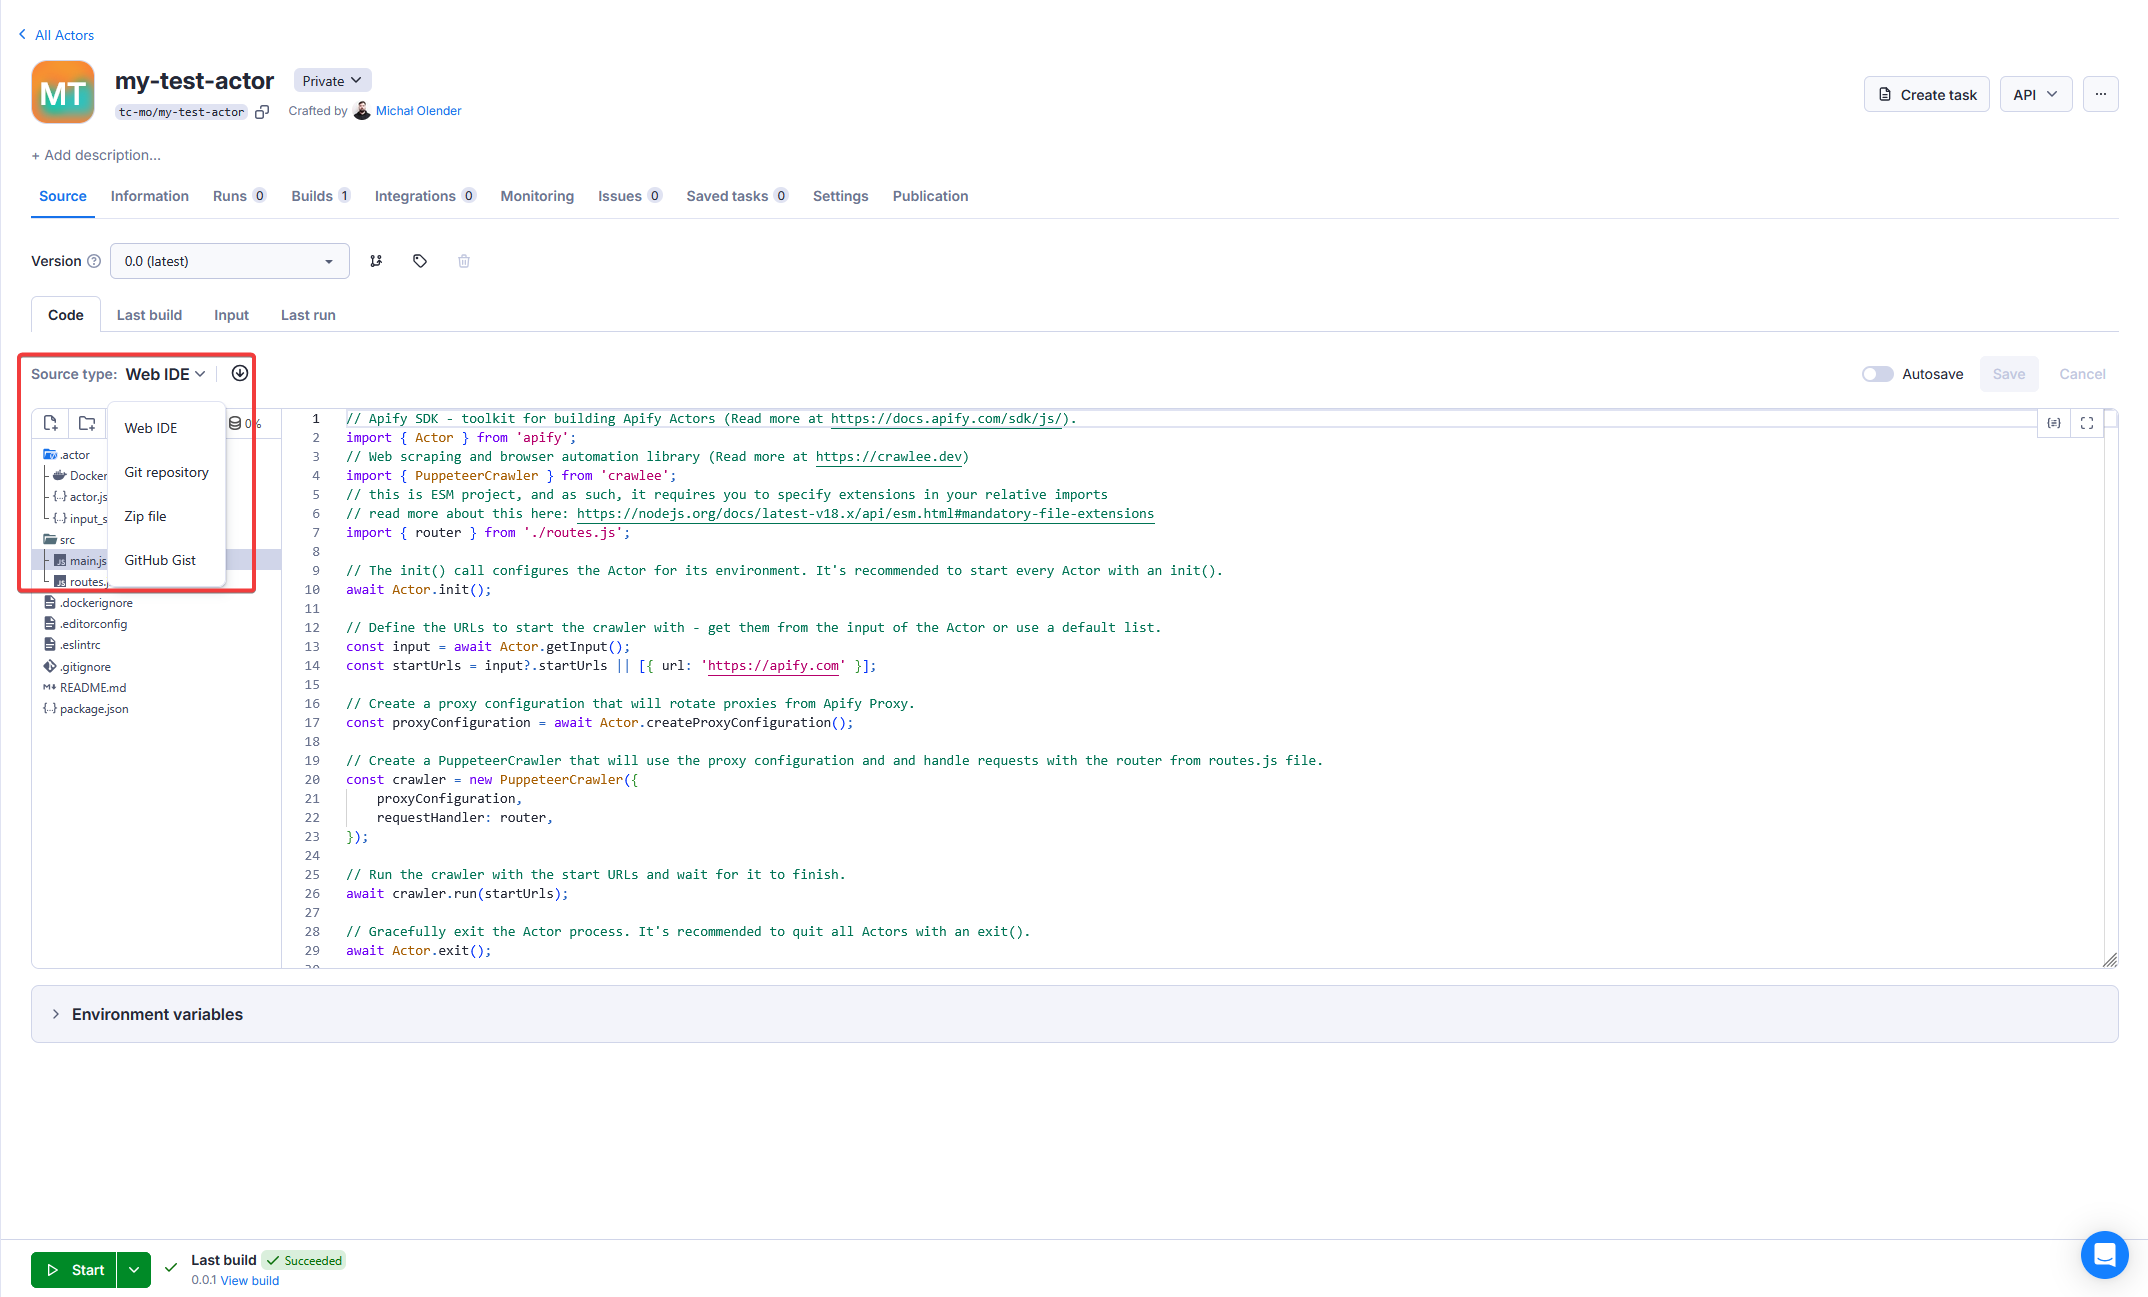 All Actors
MT
my-test-actor Private
tc-mo/my-test-actor Crafted by Michał Olender
Create task API ...
+ Add description...
Source Information Runs 0 Builds 1 Integrations 0 Monitoring Issues 0 Saved tasks 0 Settings Publication
Version 0.0 (latest)
Code Last build Input Last run
Source type: Web IDE
Autosave Save Cancel
Web IDE
Git repository
Zip file
GitHub Gist
0%
.actor
Docker
actor.js
input_s
src
main.js
routes.
.dockerignore
.editorconfig
.eslintrc
.gitignore
README.md
package.json
1 // Apify SDK - toolkit for building Apify Actors (Read more at https://docs.apify.com/sdk/js/).
2 import { Actor } from 'apify';
3 // Web scraping and browser automation library (Read more at https://crawlee.dev)
4 import { PuppeteerCrawler } from 'crawlee';
5 // this is ESM project, and as such, it requires you to specify extensions in your relative imports
6 // read more about this here: https://nodejs.org/docs/latest-v18.x/api/esm.html#mandatory-file-extensions
7 import { router } from './routes.js';
8
9 // The init() call configures the Actor for its environment. It's recommended to start every Actor with an init().
10 await Actor.init();
11
12 // Define the URLs to start the crawler with - get them from the input of the Actor or use a default list.
13 const input = await Actor.getInput();
14 const startUrls = input?.startUrls || [{ url: 'https://apify.com' }];
15
16 // Create a proxy configuration that will rotate proxies from Apify Proxy.
17 const proxyConfiguration = await Actor.createProxyConfiguration();
18
19 // Create a PuppeteerCrawler that will use the proxy configuration and and handle requests with the router from routes.js file.
20 const crawler = new PuppeteerCrawler({
21 proxyConfiguration,
22 requestHandler: router,
23 });
24
25 // Run the crawler with the start URLs and wait for it to finish.
26 await crawler.run(startUrls);
27
28 // Gracefully exit the Actor process. It's recommended to quit all Actors with an exit().
29 await Actor.exit();
Environment variables
Start
Last build Succeeded
0.0.1 View build